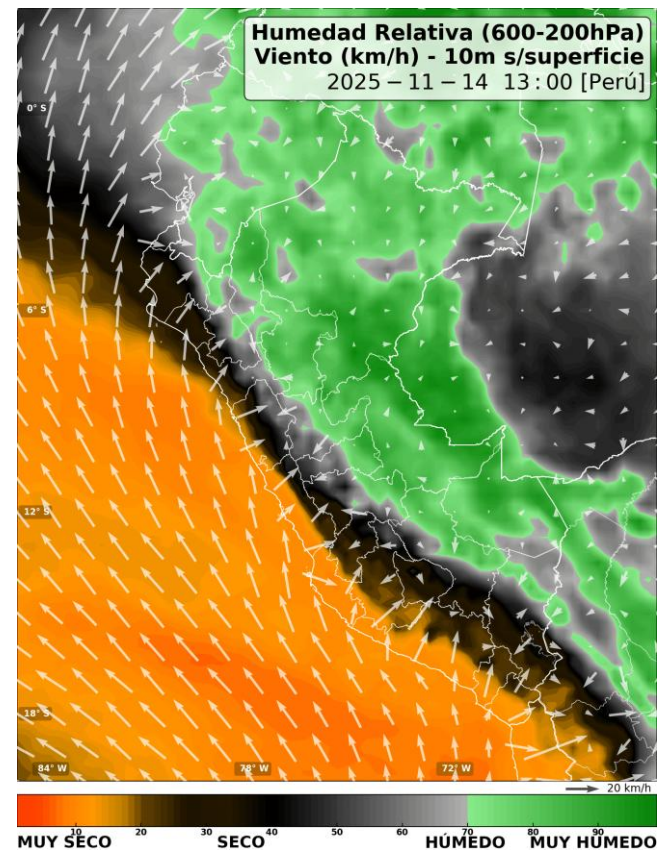 Humedad Relativa (600-200hPa)
Viento (km/h) - 10m s/superficie
2025−11−14 13:00 [Perú]
0° S
6° S
12° S
18° S
84° W 78° W 72° W
20 km/h
10 20 30 40 50 60 70 80 90
MUY SECO SECO HÚMEDO MUY HÚMEDO